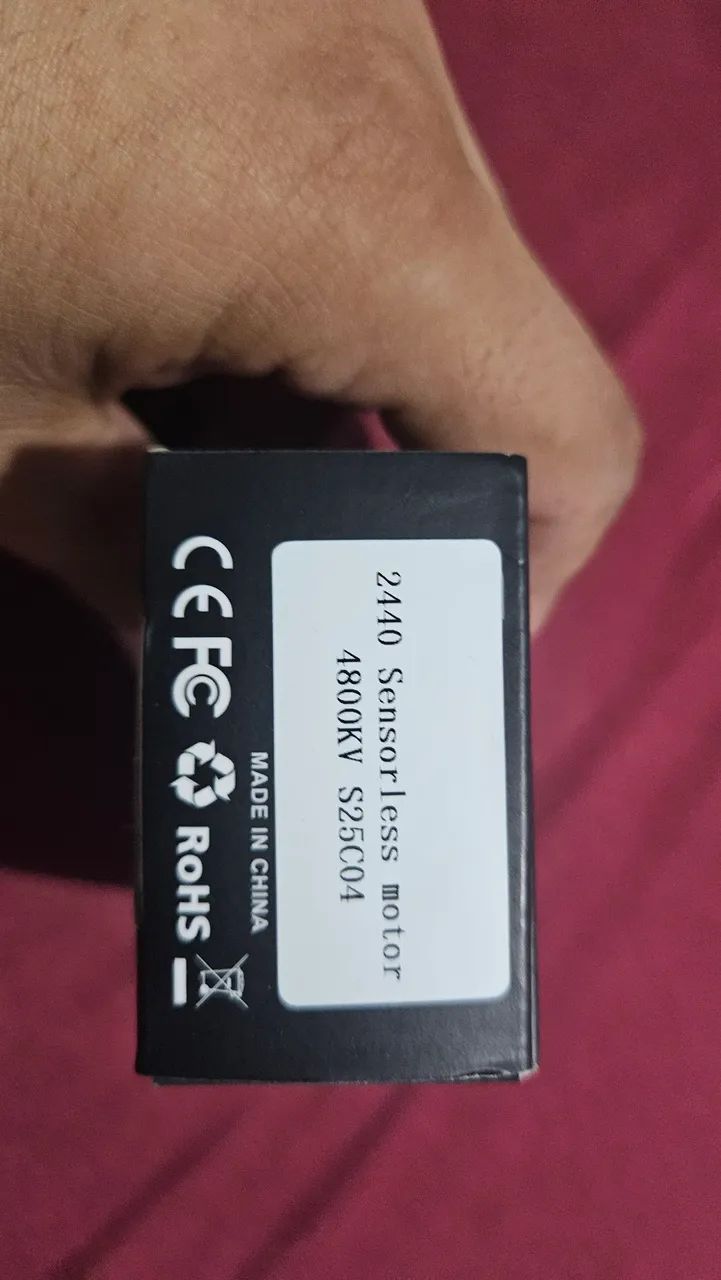 2440 Sensorless motor
4800KV S25C04
MADE IN CHINA
CE FC RoHS